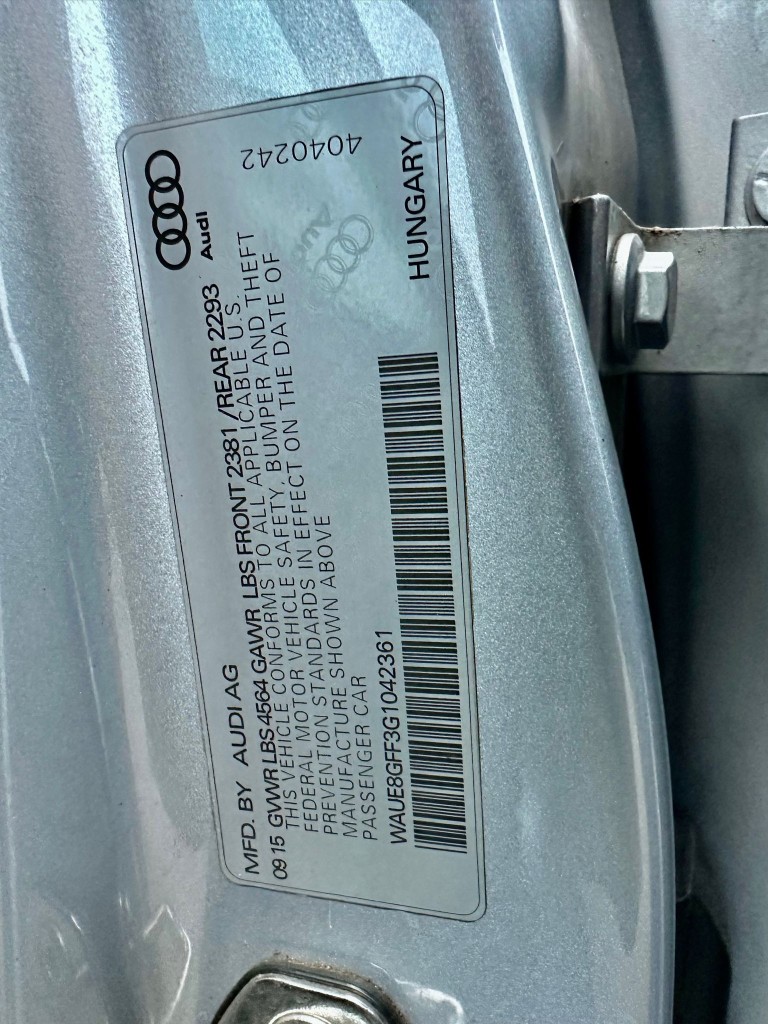 MFD. BY AUDI AG
Audi
09 15 GVWR LBS 4564 GAWR LBS FRONT 2381 /REAR 2293
THIS VEHICLE CONFORMS TO ALL APPLICABLE U.S.
FEDERAL MOTOR VEHICLE SAFETY, BUMPER AND THEFT
PREVENTION STANDARDS IN EFFECT ON THE DATE OF
MANUFACTURE SHOWN ABOVE
PASSENGER CAR
WAUE8GFF3G1042361
4040242
Audi
HUNGARY